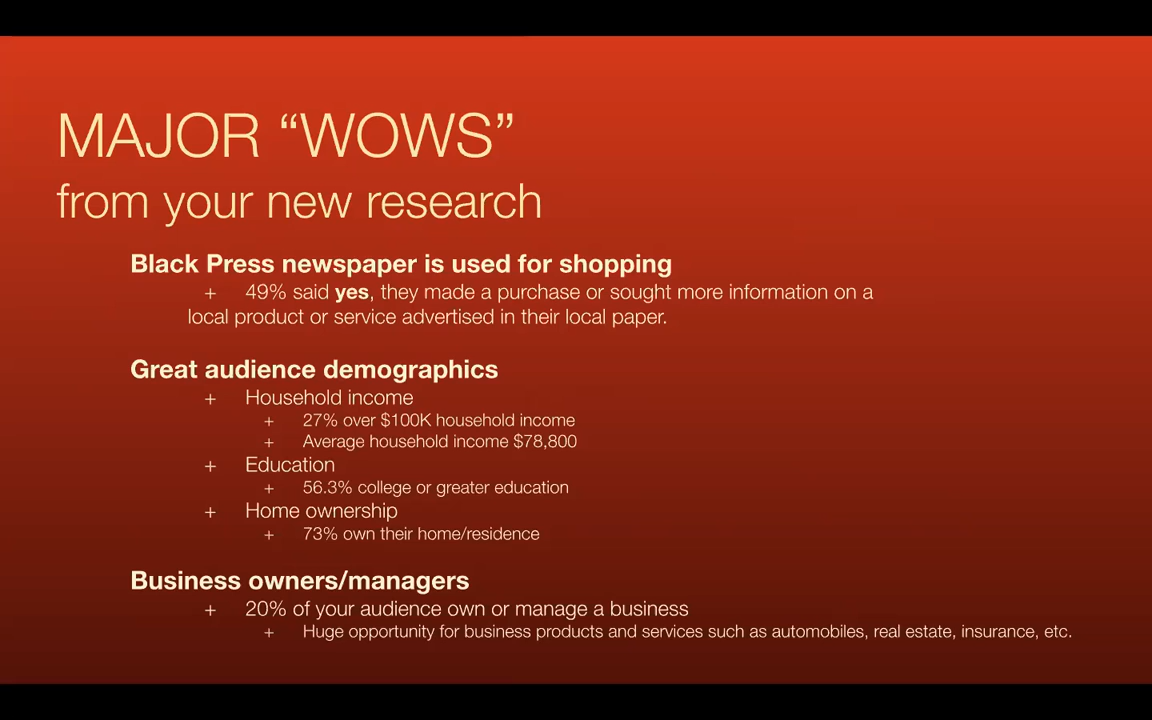 MAJOR “WOWS”
from your new research
Black Press newspaper is used for shopping
+ 49% said yes, they made a purchase or sought more information on a
local product or service advertised in their local paper.
Great audience demographics
+ Household income
+ 27% over $100K household income
+ Average household income $78,800
+ Education
+ 56.3% college or greater education
+ Home ownership
+ 73% own their home/residence
Business owners/managers
+ 20% of your audience own or manage a business
+ Huge opportunity for business products and services such as automobiles, real estate, insurance, etc.